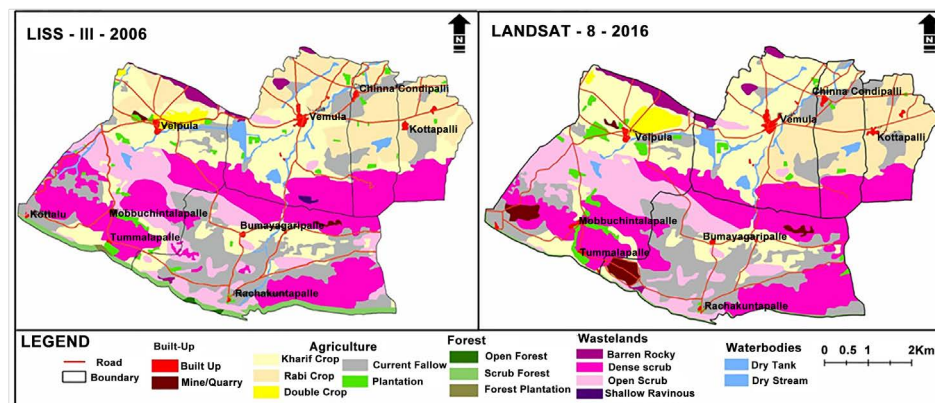 LISS - III - 2006
N
Chinna Condipalli
Velpula
Vemula
Kottapalli
Kottalu
Mobbuchintalapalle
Bumayagaripalle
Tummalapalle
Rachakuntapalle
LANDSAT - 8 - 2016
N
Chinna Condipalli
Velpula
Vemula
Kottapalli
Mobbuchintalapalle
Bumayagaripalle
Tummalapalle
Rachakuntapalle
LEGEND
Road
Boundary
Built-Up
Built Up
Mine/Quarry
Agriculture
Kharif Crop
Rabi Crop
Double Crop
Current Fallow
Plantation
Forest
Open Forest
Scrub Forest
Forest Plantation
Wastelands
Barren Rocky
Dense scrub
Open Scrub
Shallow Ravinous
Waterbodies
Dry Tank
Dry Stream
0 0.5 1 2Km